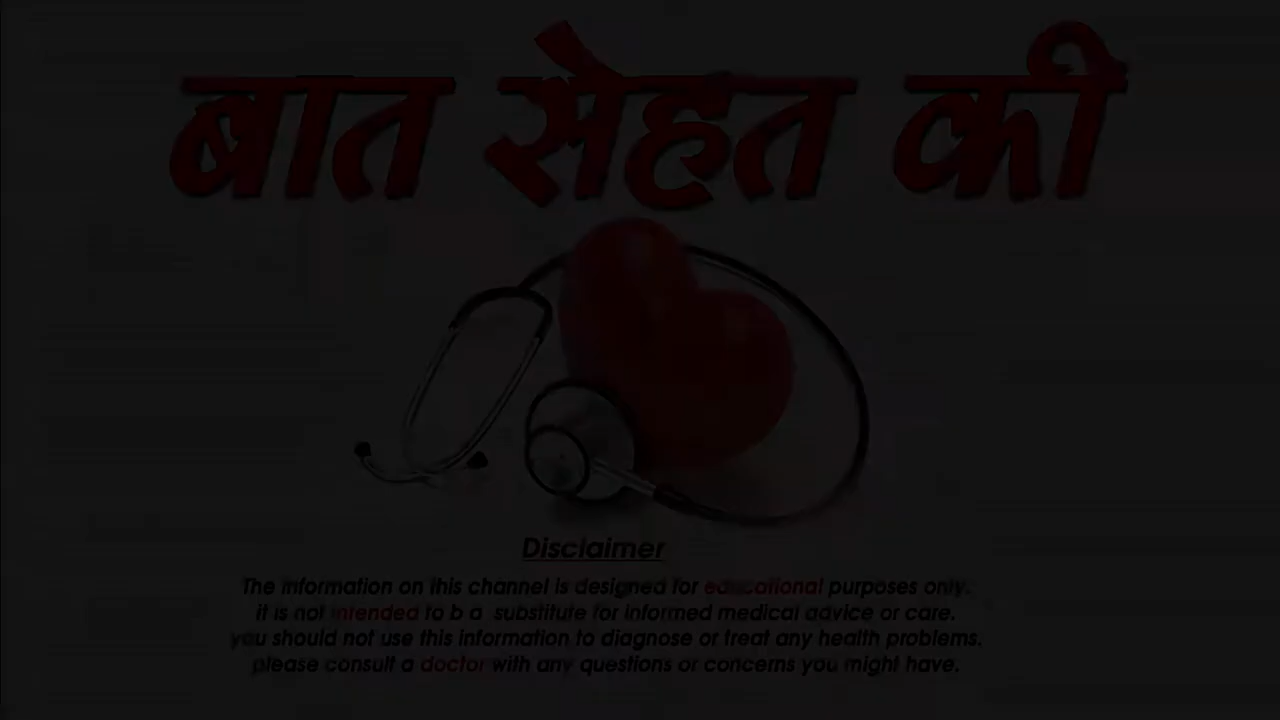 बात सेहत की
Disclaimer
The information on this channel is designed for educational purposes only.
it is not intended to b a substitute for informed medical advice or care.
you should not use this information to diagnose or treat any health problems.
please consult a doctor with any questions or concerns you might have.